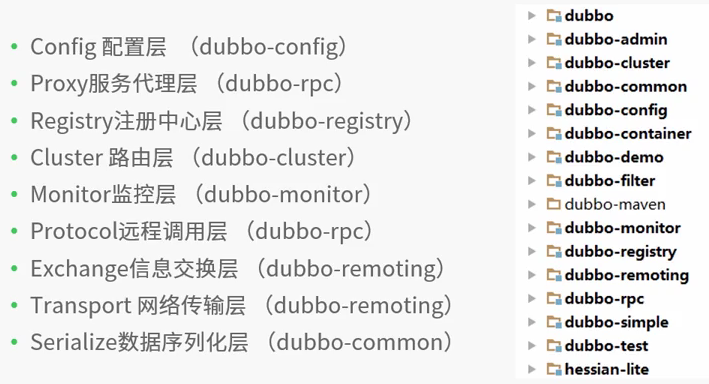 Config 配置层 （dubbo-config）
Proxy服务代理层 （dubbo-rpc）
Registry注册中心层 （dubbo-registry）
Cluster 路由层 （dubbo-cluster）
Monitor监控层 （dubbo-monitor）
Protocol远程调用层 （dubbo-rpc）
Exchange信息交换层 （dubbo-remoting）
Transport 网络传输层 （dubbo-remoting）
Serialize数据序列化层 （dubbo-common）
dubbo
dubbo-admin
dubbo-cluster
dubbo-common
dubbo-config
dubbo-container
dubbo-demo
dubbo-filter
dubbo-maven
dubbo-monitor
dubbo-registry
dubbo-remoting
dubbo-rpc
dubbo-simple
dubbo-test
hessian-lite